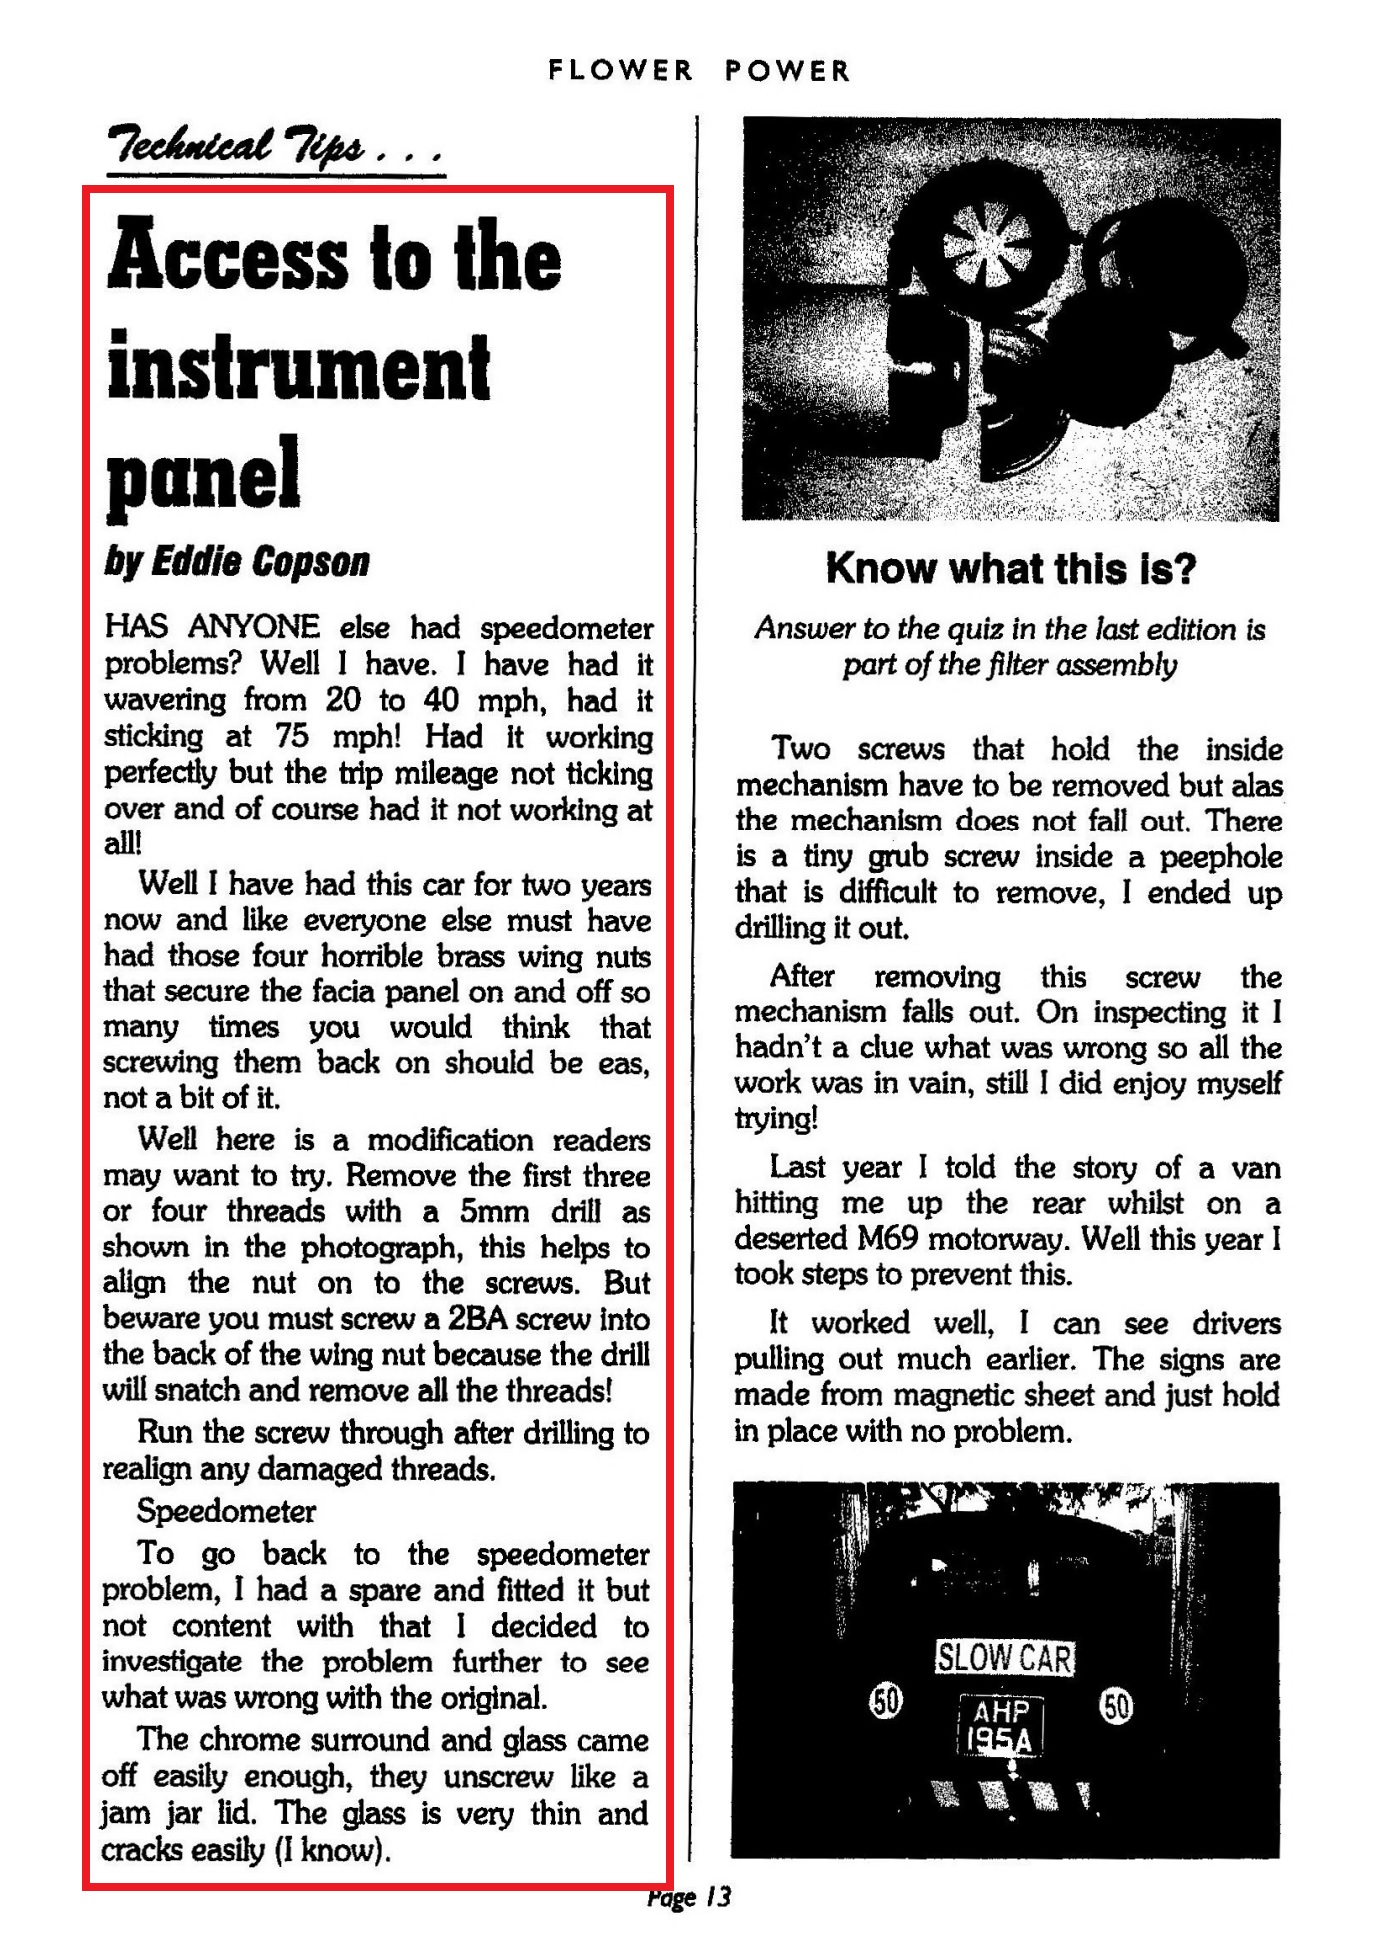 FLOWER POWER
Technical Tips . . .
Access to the
instrument
panel
by Eddie Copson
HAS ANYONE else had speedometer
problems? Well I have. I have had it
wavering from 20 to 40 mph, had it
sticking at 75 mph! Had it working
perfectly but the trip mileage not ticking
over and of course had it not working at
all!
Well I have had this car for two years
now and like everyone else must have
had those four horrible brass wing nuts
that secure the facia panel on and off so
many times you would think that
screwing them back on should be eas,
not a bit of it.
Well here is a modification readers
may want to try. Remove the first three
or four threads with a 5mm drill as
shown in the photograph, this helps to
align the nut on to the screws. But
beware you must screw a 2BA screw into
the back of the wing nut because the drill
will snatch and remove all the threads!
Run the screw through after drilling to
realign any damaged threads.
Speedometer
To go back to the speedometer
problem, I had a spare and fitted it but
not content with that I decided to
investigate the problem further to see
what was wrong with the original.
The chrome surround and glass came
off easily enough, they unscrew like a
jam jar lid. The glass is very thin and
cracks easily (I know).
Know what this is?
Answer to the quiz in the last edition is
part of the filter assembly
Two screws that hold the inside
mechanism have to be removed but alas
the mechanism does not fall out. There
is a tiny grub screw inside a peephole
that is difficult to remove, I ended up
drilling it out.
After removing this screw the
mechanism falls out. On inspecting it I
hadn't a clue what was wrong so all the
work was in vain, still I did enjoy myself
trying!
Last year I told the story of a van
hitting me up the rear whilst on a
deserted M69 motorway. Well this year I
took steps to prevent this.
It worked well, I can see drivers
pulling out much earlier. The signs are
made from magnetic sheet and just hold
in place with no problem.
SLOW CAR
50
AHP
195A
50
Page 13